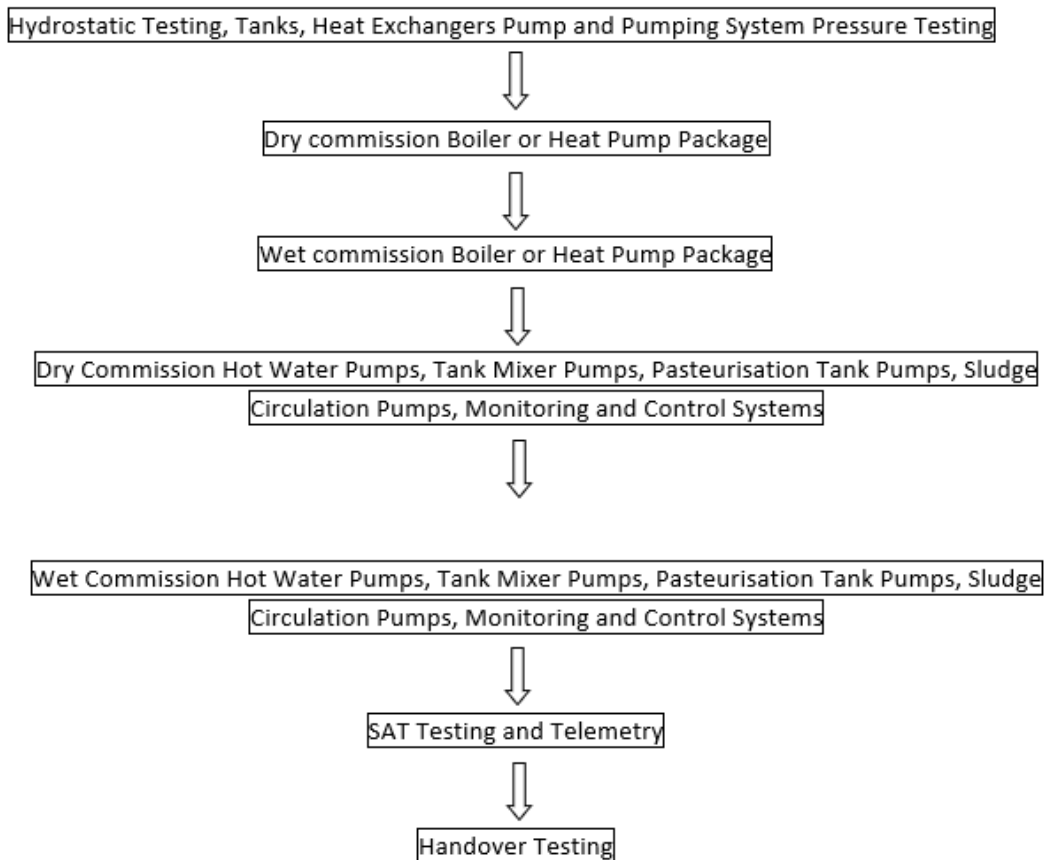 Hydrostatic Testing, Tanks, Heat Exchangers Pump and Pumping System Pressure Testing
Dry commission Boiler or Heat Pump Package
Wet commission Boiler or Heat Pump Package
Dry Commission Hot Water Pumps, Tank Mixer Pumps, Pasteurisation Tank Pumps, Sludge
Circulation Pumps, Monitoring and Control Systems
Wet Commission Hot Water Pumps, Tank Mixer Pumps, Pasteurisation Tank Pumps, Sludge
Circulation Pumps, Monitoring and Control Systems
SAT Testing and Telemetry
Handover Testing